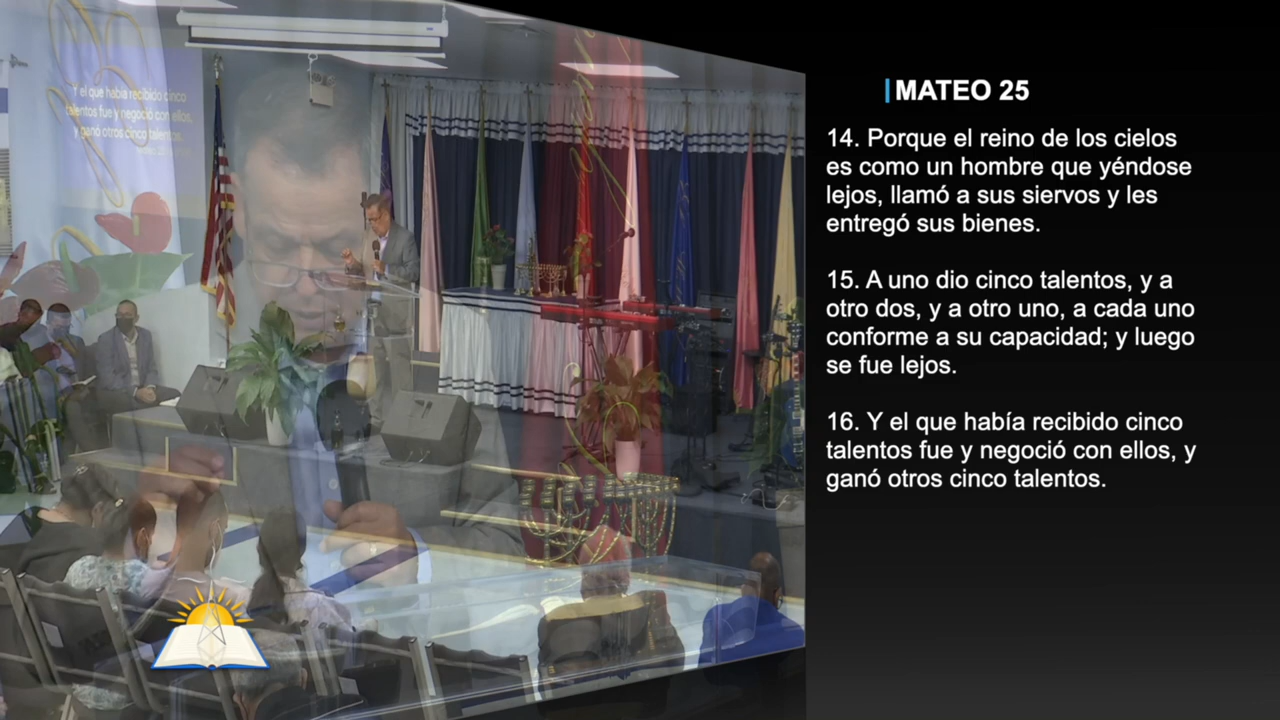 Y el que había recibido cinco
talentos fue y negoció con ellos,
y ganó otros cinco talentos.
MATEO 25
14. Porque el reino de los cielos
es como un hombre que yéndose
lejos, llamó a sus siervos y les
entregó sus bienes.
15. A uno dio cinco talentos, y a
otro dos, y a otro uno, a cada uno
conforme a su capacidad; y luego
se fue lejos.
16. Y el que había recibido cinco
talentos fue y negoció con ellos, y
ganó otros cinco talentos.